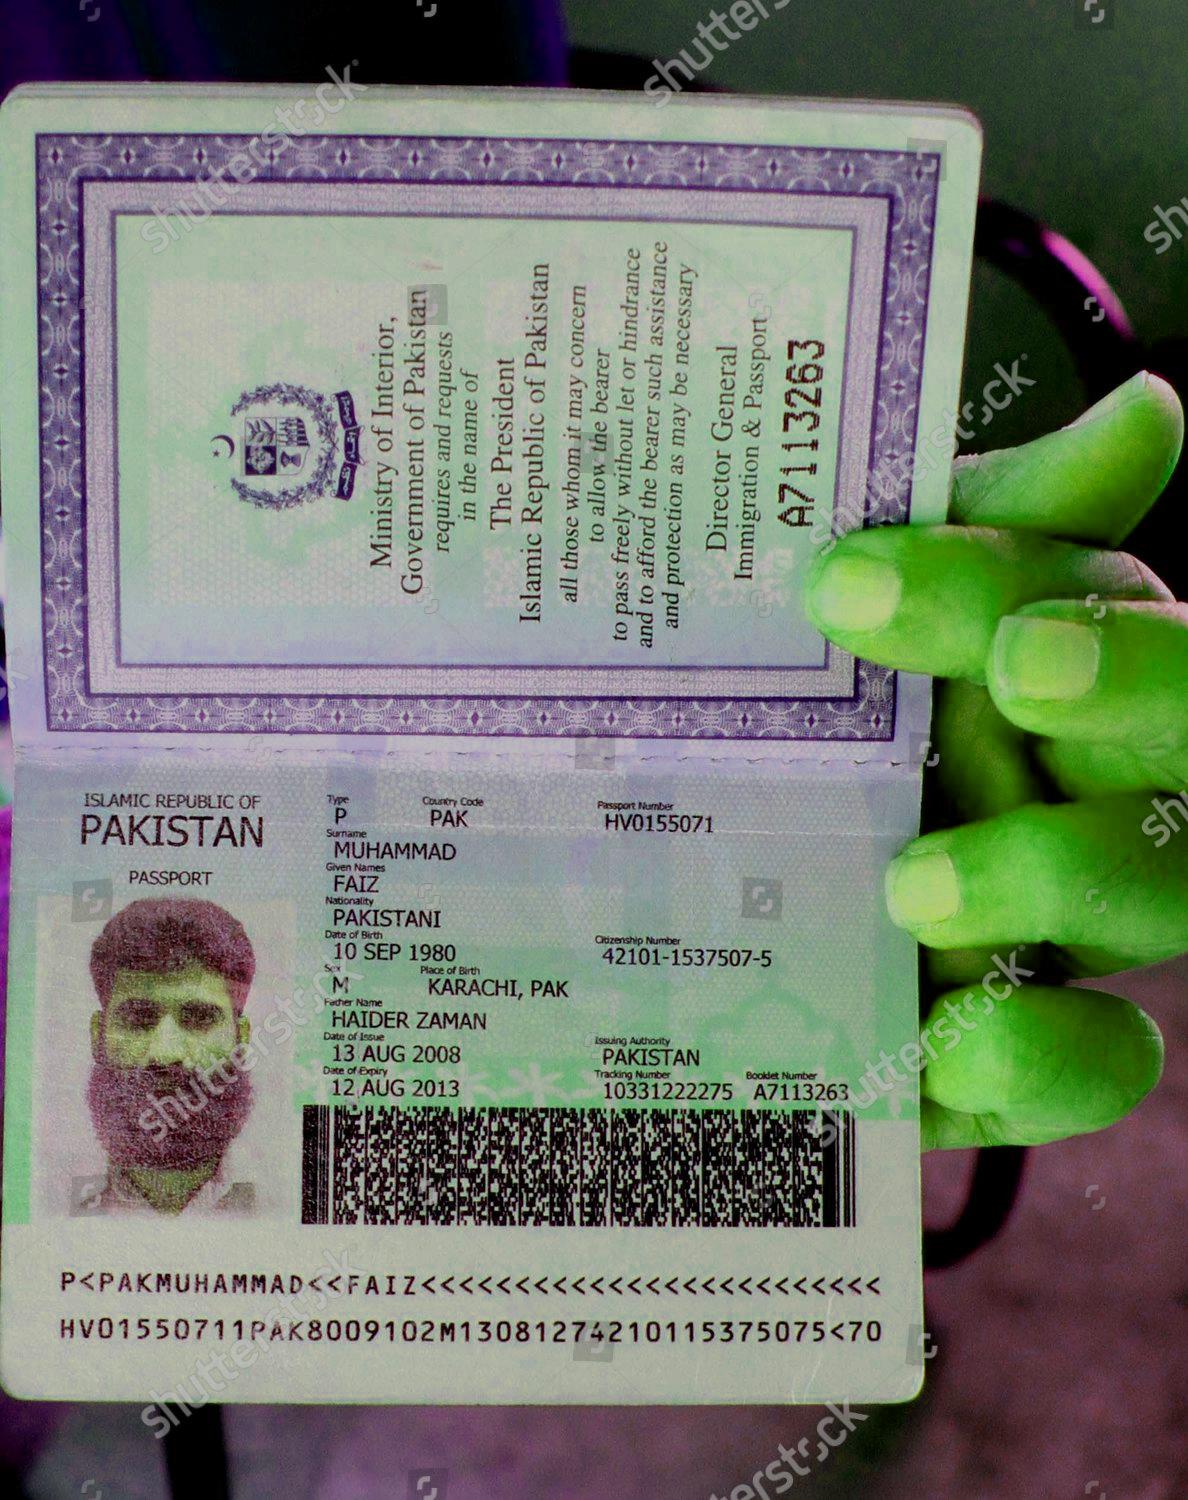 Ministry of Interior,
Government of Pakistan
requires and requests
in the name of
The President
Islamic Republic of Pakistan
all those whom it may concern
to allow the bearer
to pass freely without let or hindrance
and to afford the bearer such assistance
and protection as may be necessary
Director General
Immigration & Passport
A7113263
ISLAMIC REPUBLIC OF
PAKISTAN
PASSPORT
Type Country Code Passport Number
P PAK HV0155071
Surname
MUHAMMAD
Given Names
FAIZ
Nationality
PAKISTANI
Date of Birth Citizenship Number
10 SEP 1980 42101-1537507-5
Sex Place of Birth
M KARACHI, PAK
Father Name
HAIDER ZAMAN
Date of Issue Issuing Authority
13 AUG 2008 PAKISTAN
Date of Expiry Tracking Number Booklet Number
12 AUG 2013 10331222275 A7113263
P<PAKMUHAMMAD<<FAIZ<<<<<<<<<<<<<<<<<<<<<<<<<
HV01550711PAK8009102M13081274210115375075<70
shutterstock